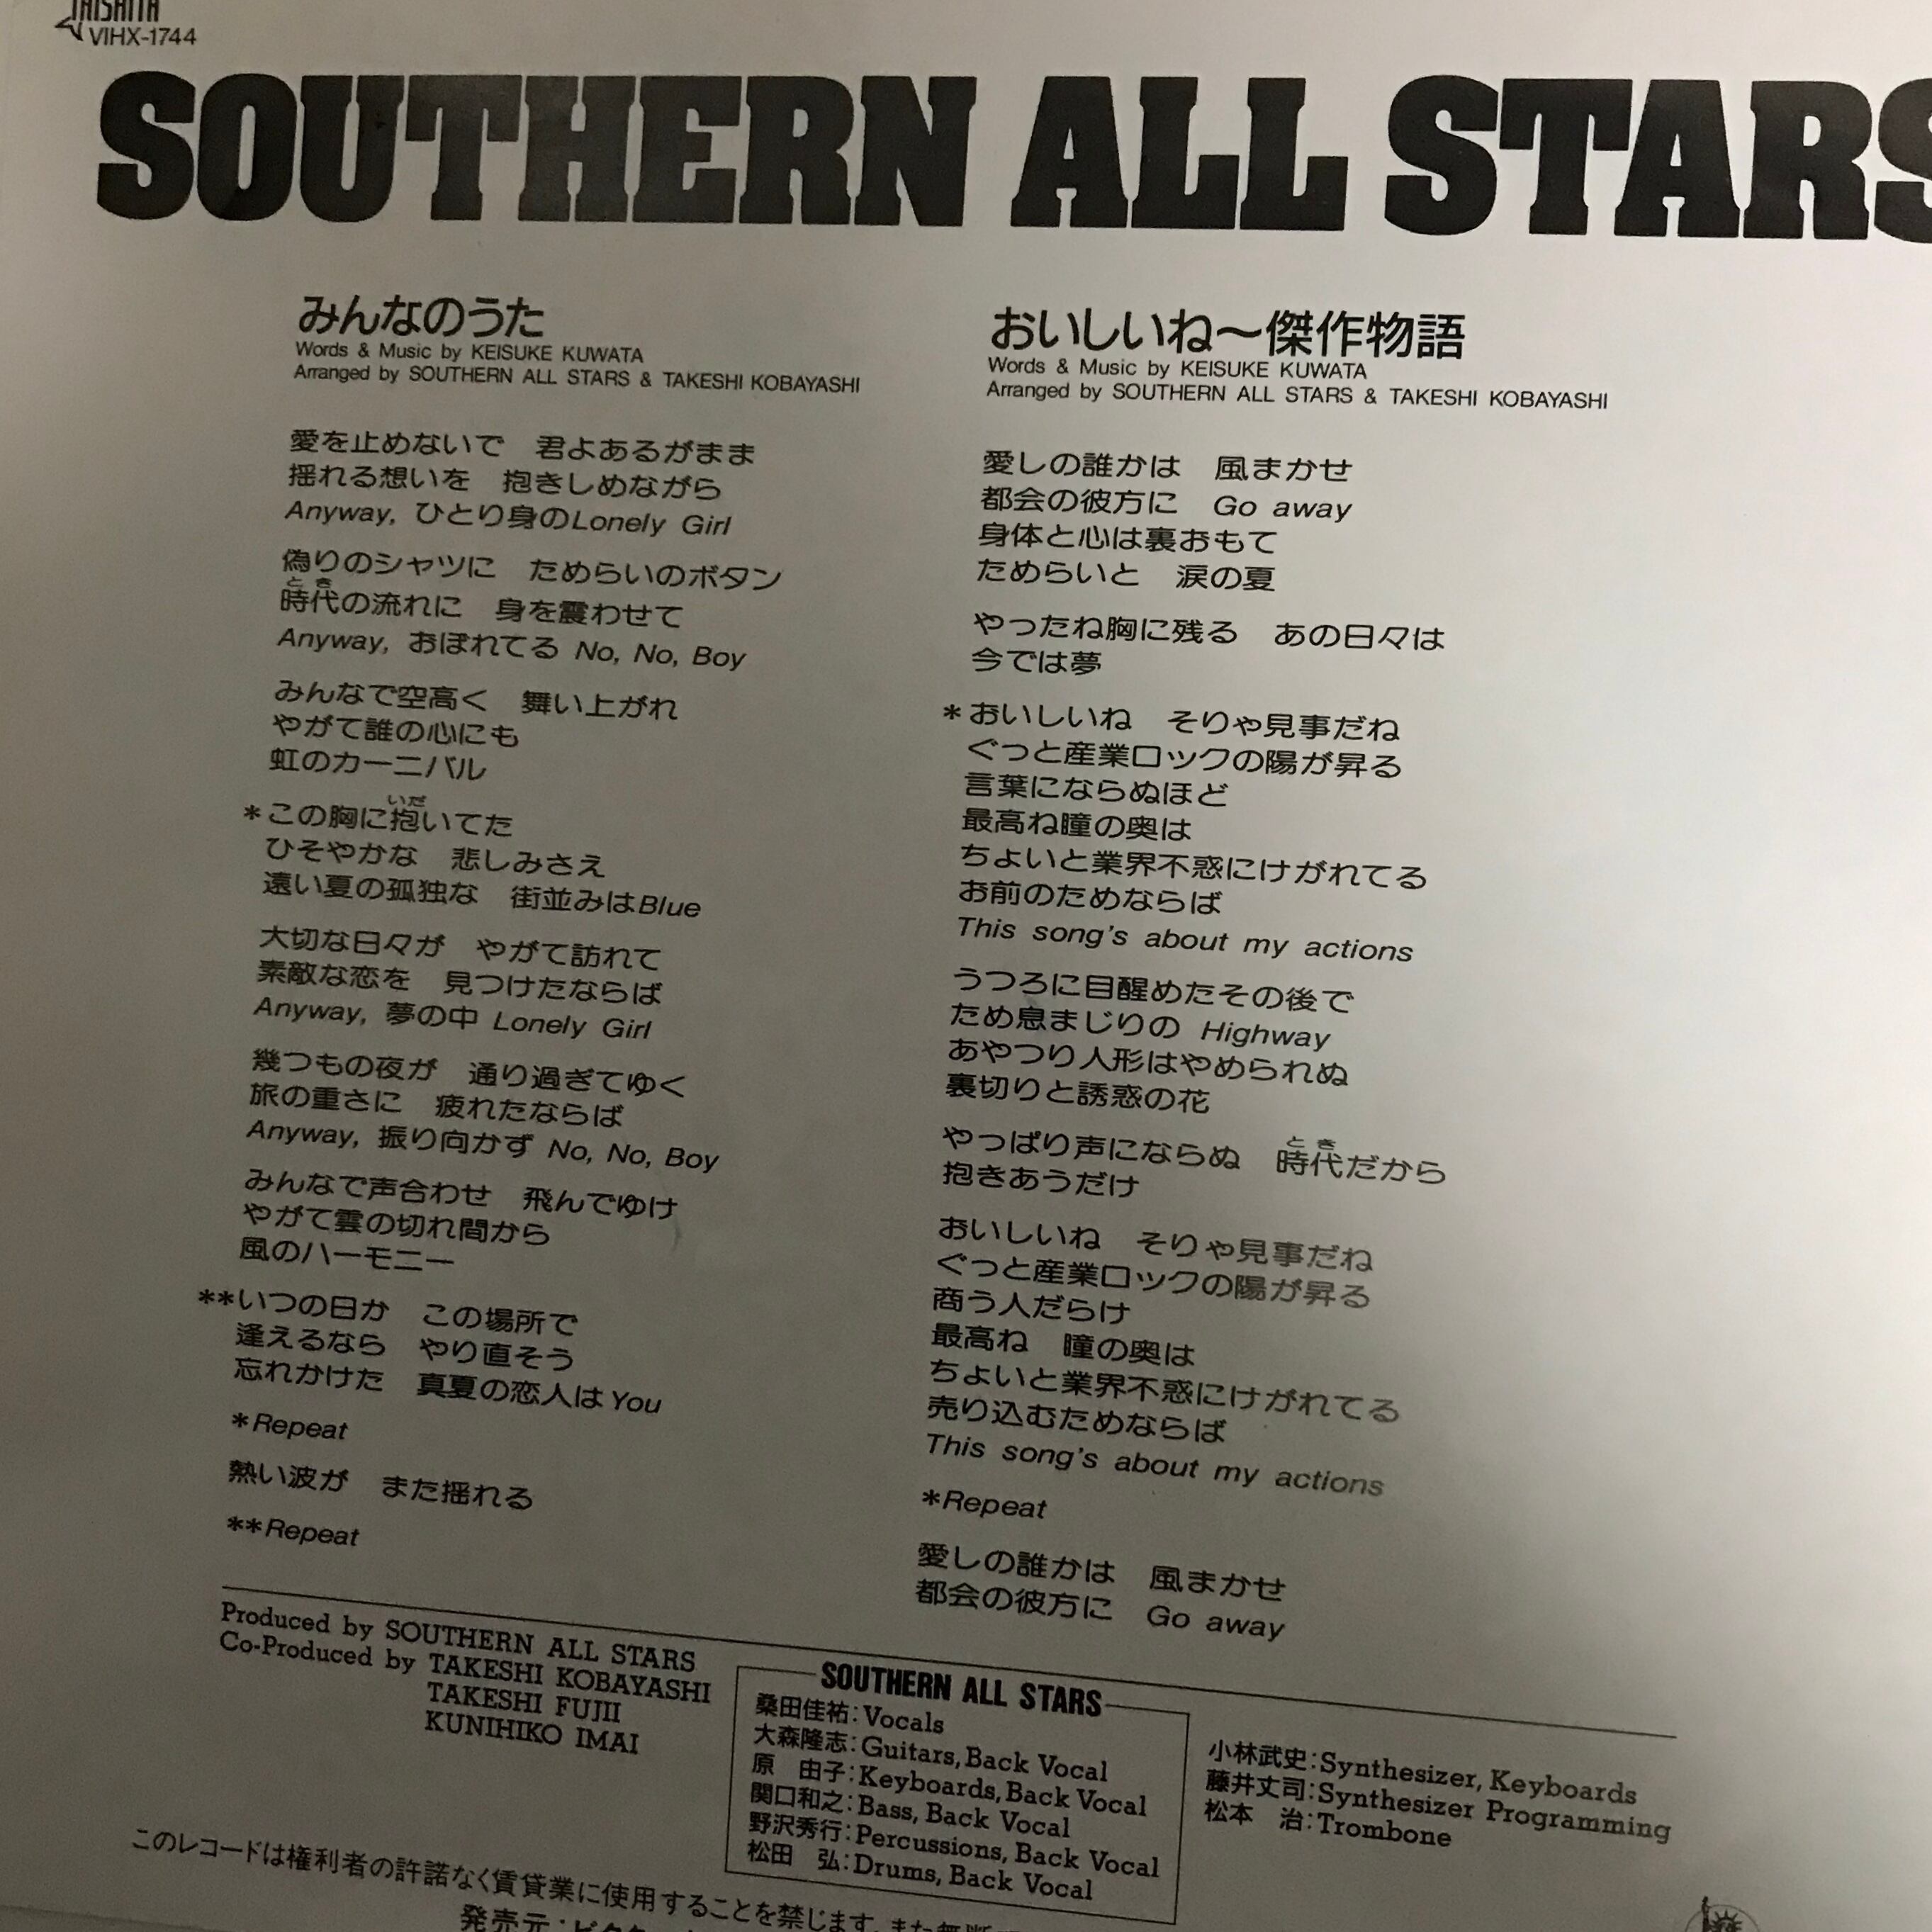 TAISHITA
VIHX-1744
SOUTHERN ALL STARS
みんなのうた
Words & Music by KEISUKE KUWATA
Arranged by SOUTHERN ALL STARS & TAKESHI KOBAYASHI
愛を止めないで 君よあるがまま
揺れる想いを 抱きしめながら
Anyway, ひとり身のLonely Girl
偽りのシャツに ためらいのボタン
とき
時代の流れに 身を震わせて
Anyway, おぼれてる No, No, Boy
みんなで空高く 舞い上がれ
やがて誰の心にも
虹のカーニバル
いだ
*この胸に抱いてた
ひそやかな 悲しみさえ
遠い夏の孤独な 街並みはBlue
大切な日々が やがて訪れて
素敵な恋を 見つけたならば
Anyway, 夢の中 Lonely Girl
幾つもの夜が 通り過ぎてゆく
旅の重さに 疲れたならば
Anyway, 振り向かず No, No, Boy
みんなで声合わせ 飛んでゆけ
やがて雲の切れ間から
風のハーモニー
**いつの日か この場所で
逢えるなら やり直そう
忘れかけた 真夏の恋人は You
*Repeat
熱い波が また揺れる
**Repeat
おいしいね〜傑作物語
Words & Music by KEISUKE KUWATA
Arranged by SOUTHERN ALL STARS & TAKESHI KOBAYASHI
愛しの誰かは 風まかせ
都会の彼方に Go away
身体と心は裏おもて
ためらいと 涙の夏
やったね胸に残る あの日々は
今では夢
*おいしいね そりゃ見事だね
ぐっと産業ロックの陽が昇る
言葉にならぬほど
最高ね瞳の奥は
ちょいと業界不惑にけがれてる
お前のためならば
This song's about my actions
うつろに目醒めたその後で
ため息まじりの Highway
あやつり人形はやめられぬ
裏切りと誘惑の花
とき
やっぱり声にならぬ 時代だから
抱きあうだけ
おいしいね そりゃ見事だね
ぐっと産業ロックの陽が昇る
商う人だらけ
最高ね 瞳の奥は
ちょいと業界不惑にけがれてる
売り込むためならば
This song's about my actions
*Repeat
愛しの誰かは 風まかせ
都会の彼方に Go away
Produced by SOUTHERN ALL STARS
Co-Produced by TAKESHI KOBAYASHI
TAKESHI FUJII
KUNIHIKO IMAI
SOUTHERN ALL STARS
桑田佳祐：Vocals
大森隆志：Guitars, Back Vocal
原 由子：Keyboards, Back Vocal
関口和之：Bass, Back Vocal
野沢秀行：Percussions, Back Vocal
松田 弘：Drums, Back Vocal
小林武史：Synthesizer, Keyboards
藤井丈司：Synthesizer Programming
松本 治：Trombone
このレコードは権利者の許諾なく賃貸業に使用することを禁じます。また無断
発売元：ビクター